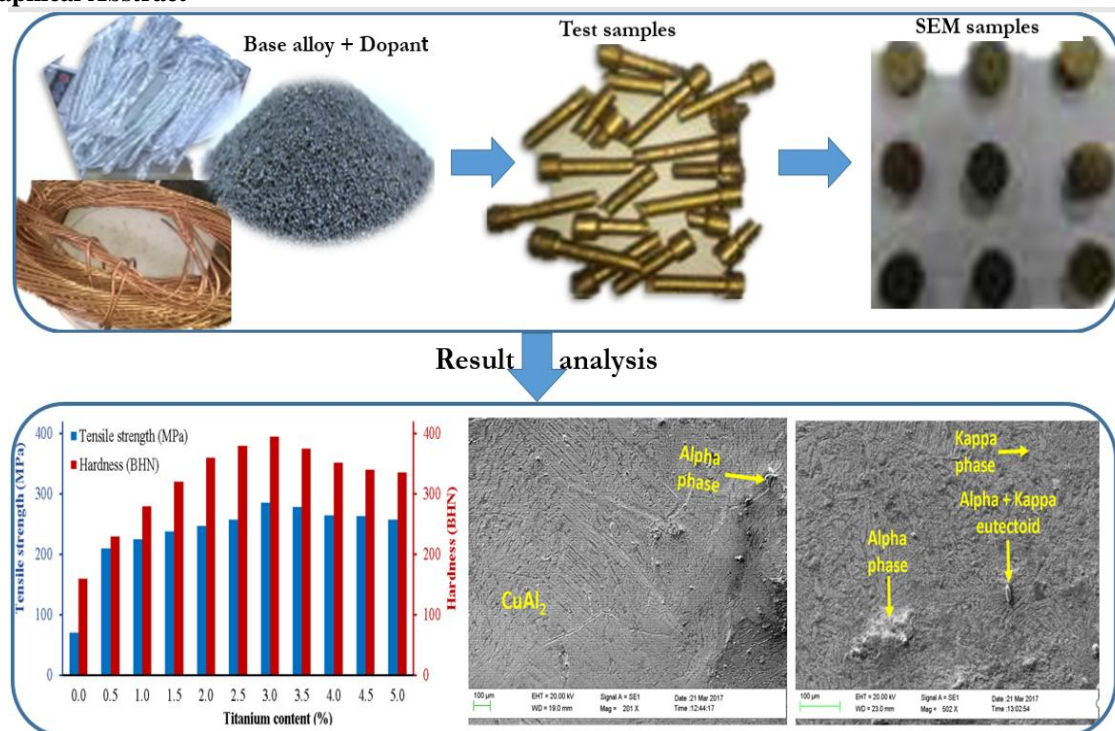 Base alloy + Dopant
Test samples
SEM samples
Result analysis
Tensile strength (MPa)
Hardness (BHN)
Tensile strength (MPa)
400
300
200
100
0
Hardness (BHN)
400
300
200
100
0
0.0 0.5 1.0 1.5 2.0 2.5 3.0 3.5 4.0 4.5 5.0
Titanium content (%)
Alpha
phase
CuAl₂
100 µm
EHT = 20.00 kV
WD = 19.0 mm
Signal A = SE1
Mag = 201 X
Date :21 Mar 2017
Time :12:44:17
Kappa
phase
Alpha + Kappa
eutectoid
Alpha
phase
100 µm
EHT = 20.00 kV
WD = 23.0 mm
Signal A = SE1
Mag = 502 X
Date :21 Mar 2017
Time :13:02:54